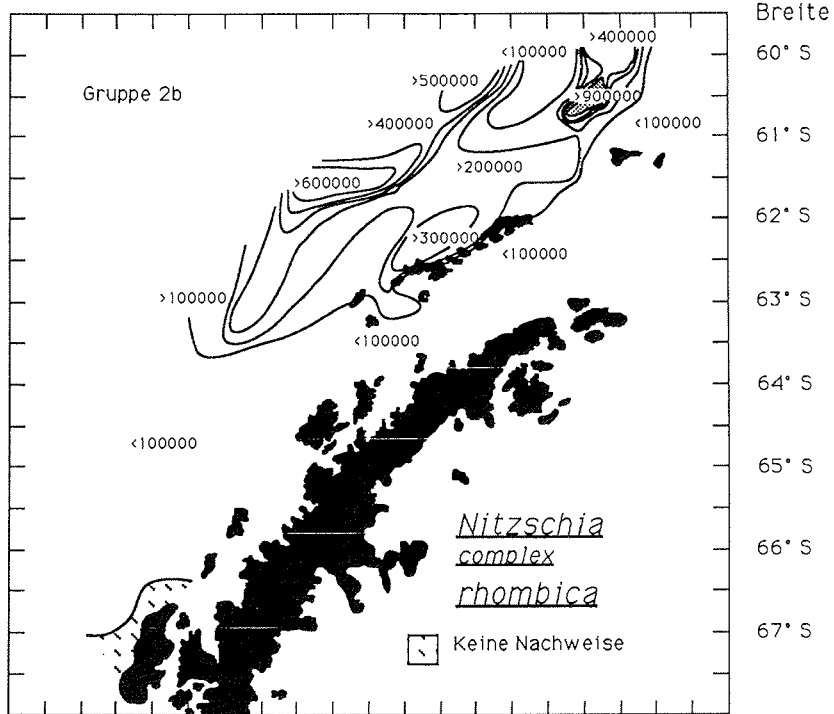 Breite
>400000
<100000
60° S
>500000
Gruppe 2b
>900000
>400000
<100000
61° S
>200000
>600000
62° S
>300000
<100000
>100000
63° S
<100000
64° S
<100000
65° S
Nitzschia
complex
66° S
rhombica
67° S
Keine Nachweise